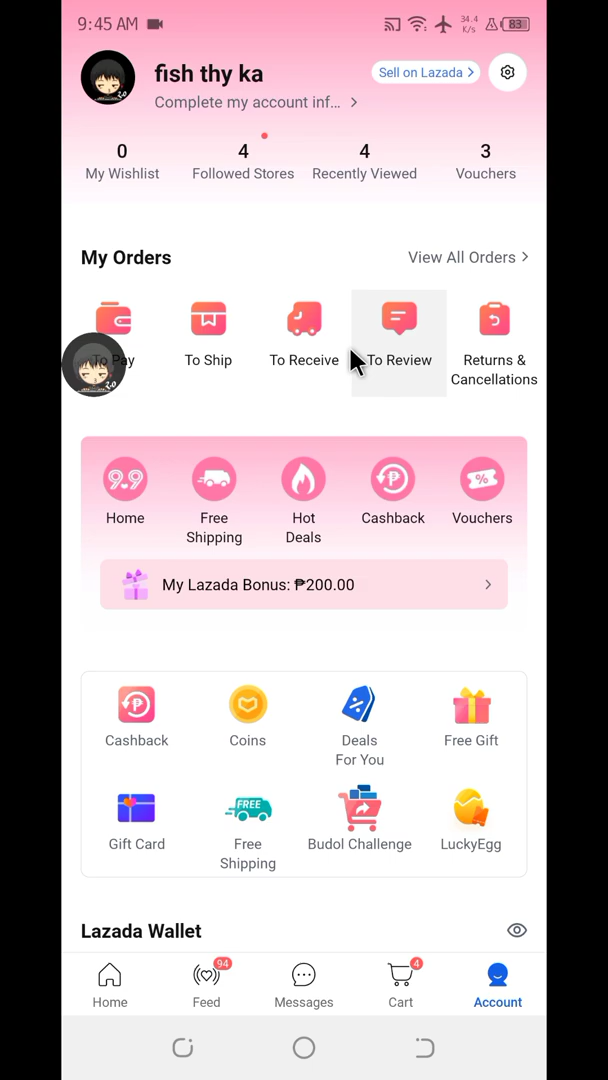 9:45 AM
34.4
K/s
83
fish thy ka
Sell on Lazada
Complete my account inf...
0
4
4
3
My Wishlist
Followed Stores
Recently Viewed
Vouchers
My Orders
View All Orders
To Pay
To Ship
To Receive
To Review
Returns &
Cancellations
9.9
Home
Free
Shipping
Hot
Deals
Cashback
Vouchers
My Lazada Bonus: ₱200.00
Cashback
Coins
Deals
For You
Free Gift
FREE
Gift Card
Free
Shipping
Budol Challenge
LuckyEgg
Lazada Wallet
94
4
Home
Feed
Messages
Cart
Account